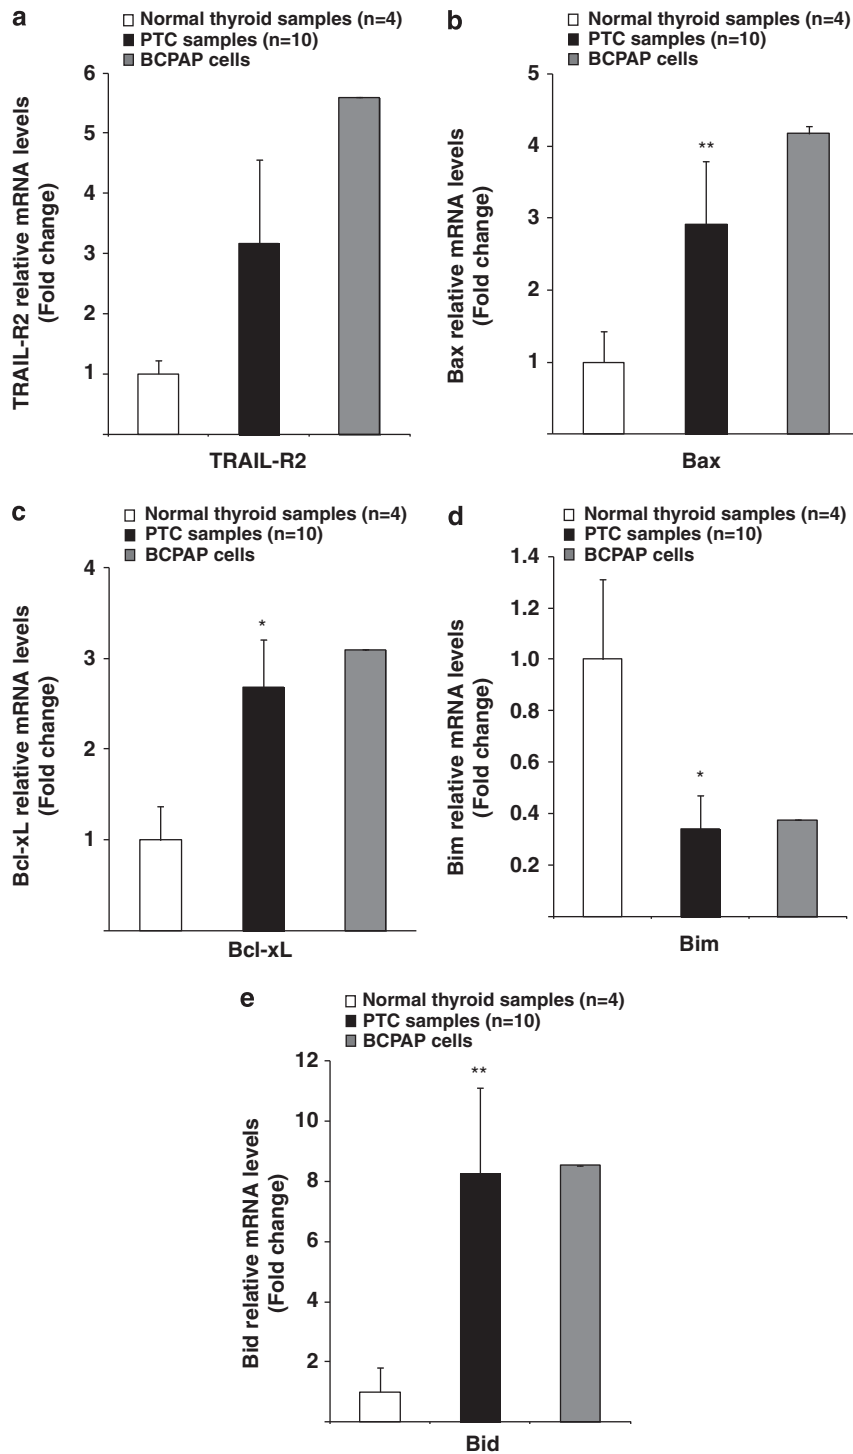 a
Normal thyroid samples (n=4)
PTC samples (n=10)
BCPAP cells
TRAIL-R2 relative mRNA levels
(Fold change)
6
5
4
3
2
1
TRAIL-R2
b
Normal thyroid samples (n=4)
PTC samples (n=10)
BCPAP cells
Bax relative mRNA levels
(Fold change)
5
4
3
2
1
**
Bax
c
Normal thyroid samples (n=4)
PTC samples (n=10)
BCPAP cells
Bcl-xL relative mRNA levels
(Fold change)
4
3
2
1
*
Bcl-xL
d
Normal thyroid samples (n=4)
PTC samples (n=10)
BCPAP cells
Bim relative mRNA levels
(Fold change)
1.4
1.2
1.0
0.8
0.6
0.4
0.2
*
Bim
e
Normal thyroid samples (n=4)
PTC samples (n=10)
BCPAP cells
Bid relative mRNA levels
(Fold change)
12
10
8
6
4
2
**
Bid